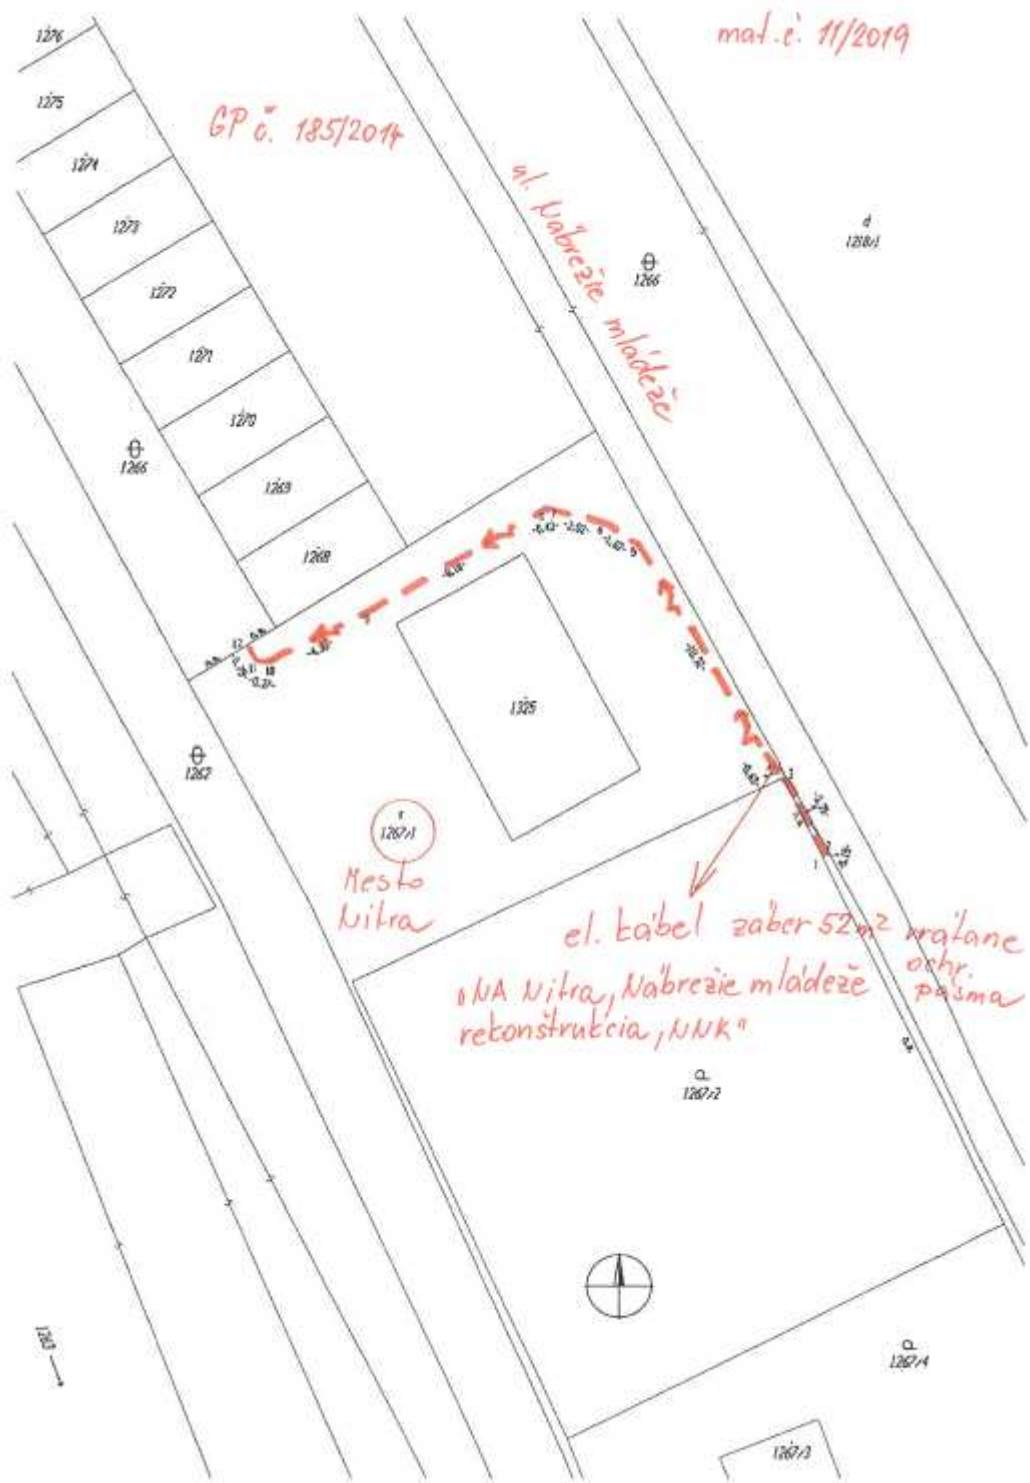 mat.č. 11/2019
GP č. 185/2014
ul. Nábrežie mládeže
1276
1275
1274
1273
1272
1271
1270
1269
1268
1266
1266
1218/1
1262
1325
1267/1
Mesto
Nitra
el. kábel záber 52 m² vrátane
ochr.
pásma
"NA Nitra, Nábrežie mládeže
rekonštrukcia, NNK"
1267/2
1267/4
1267/3
1263